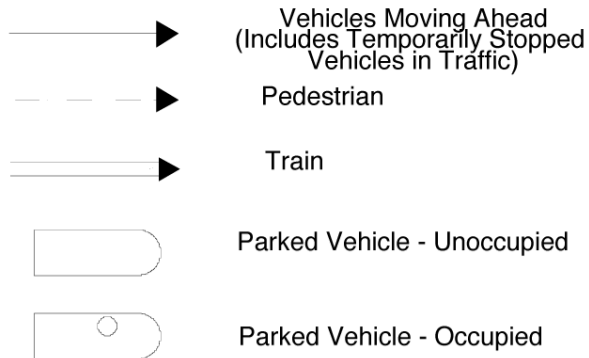 Vehicles Moving Ahead
(Includes Temporarily Stopped
Vehicles in Traffic)
Pedestrian
Train
Parked Vehicle - Unoccupied
Parked Vehicle - Occupied